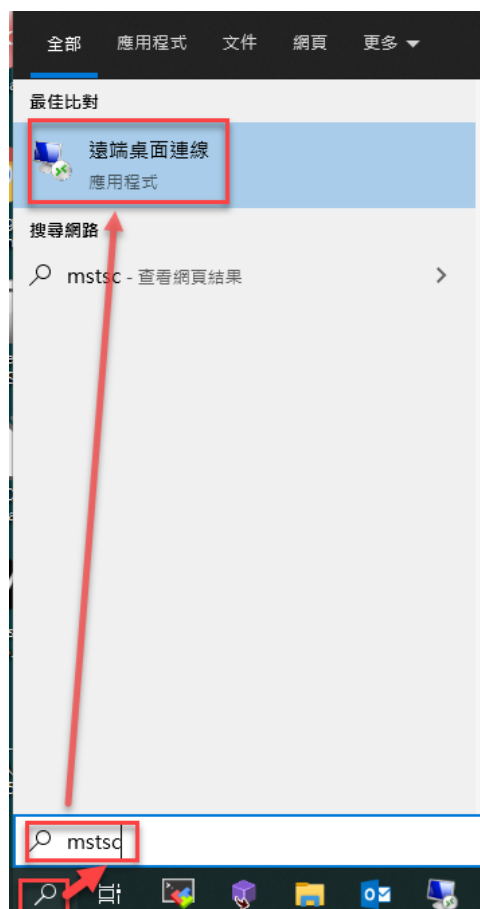 全部 應用程式 文件 網頁 更多
最佳比對
遠端桌面連線
應用程式
搜尋網路
mstsc - 查看網頁結果
mstsc